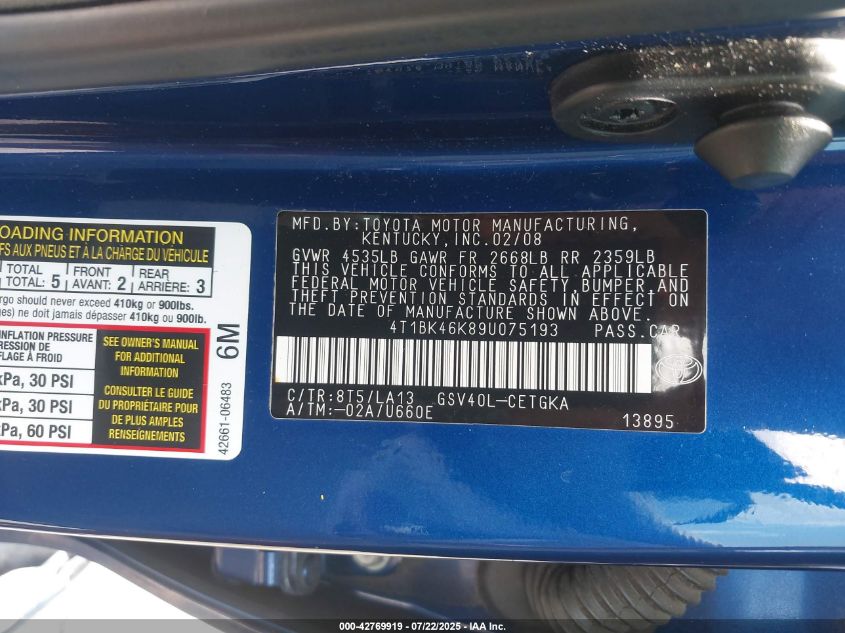 LOADING INFORMATION
FS AUX PNEUS ET À LA CHARGE DU VÉHICULE
TOTAL
TOTAL: 5
FRONT
AVANT: 2
REAR
ARRIÈRE: 3
rgo should never exceed 410kg or 900lbs.
ges) ne doit jamais dépasser 410kg ou 900lb.
INFLATION PRESSURE
PRESSION DE
FLAGE À FROID
kPa, 30 PSI
kPa, 30 PSI
kPa, 60 PSI
SEE OWNER'S MANUAL
FOR ADDITIONAL
INFORMATION
CONSULTER LE GUIDE
DU PROPRIÉTAIRE
POUR DE PLUS
AMPLES
RENSEIGNEMENTS
6M
42661-06483
MFD.BY:TOYOTA MOTOR MANUFACTURING,
KENTUCKY, INC.02/08
GVWR 4535LB GAWR FR 2668LB RR 2359LB
THIS VEHICLE CONFORMS TO ALL APPLICABLE
FEDERAL MOTOR VEHICLE SAFETY,BUMPER,AND
THEFT PREVENTION STANDARDS IN EFFECT ON
THE DATE OF MANUFACTURE SHOWN ABOVE.
4T1BK46K89U075193 PASS.CAR
C/TR:8T5/LA13 GSV40L-CETGKA
A/TM:-02A/U660E
13895
000-42769919 - 07/22/2025 - IAA Inc.